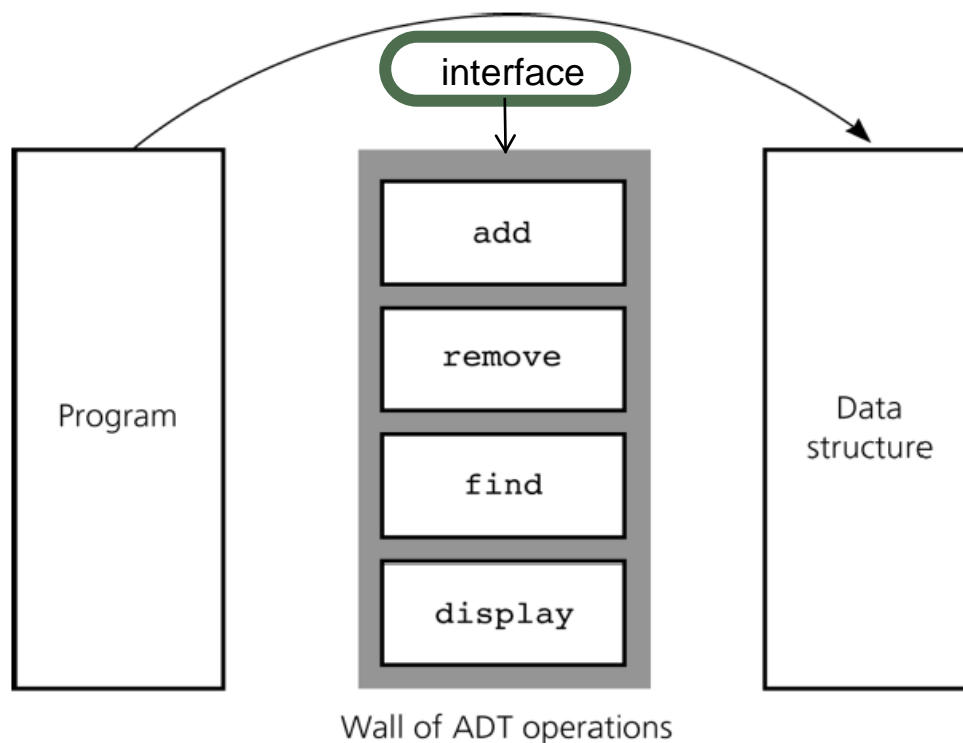 interface
add
remove
Program
Data
structure
find
display
Wall of ADT operations